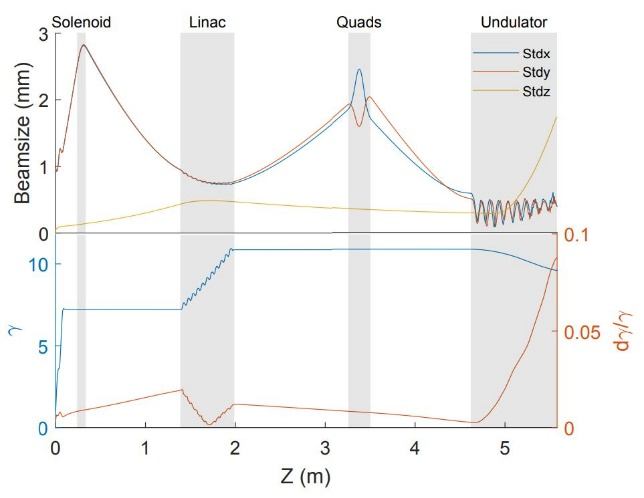 Solenoid Linac Quads Undulator
3
2
1
0
Beamsize (mm)
Stdx
Stdy
Stdz
10
5
0
γ
0.1
0.05
0
dγ/γ
0 1 2 3 4 5
Z (m)